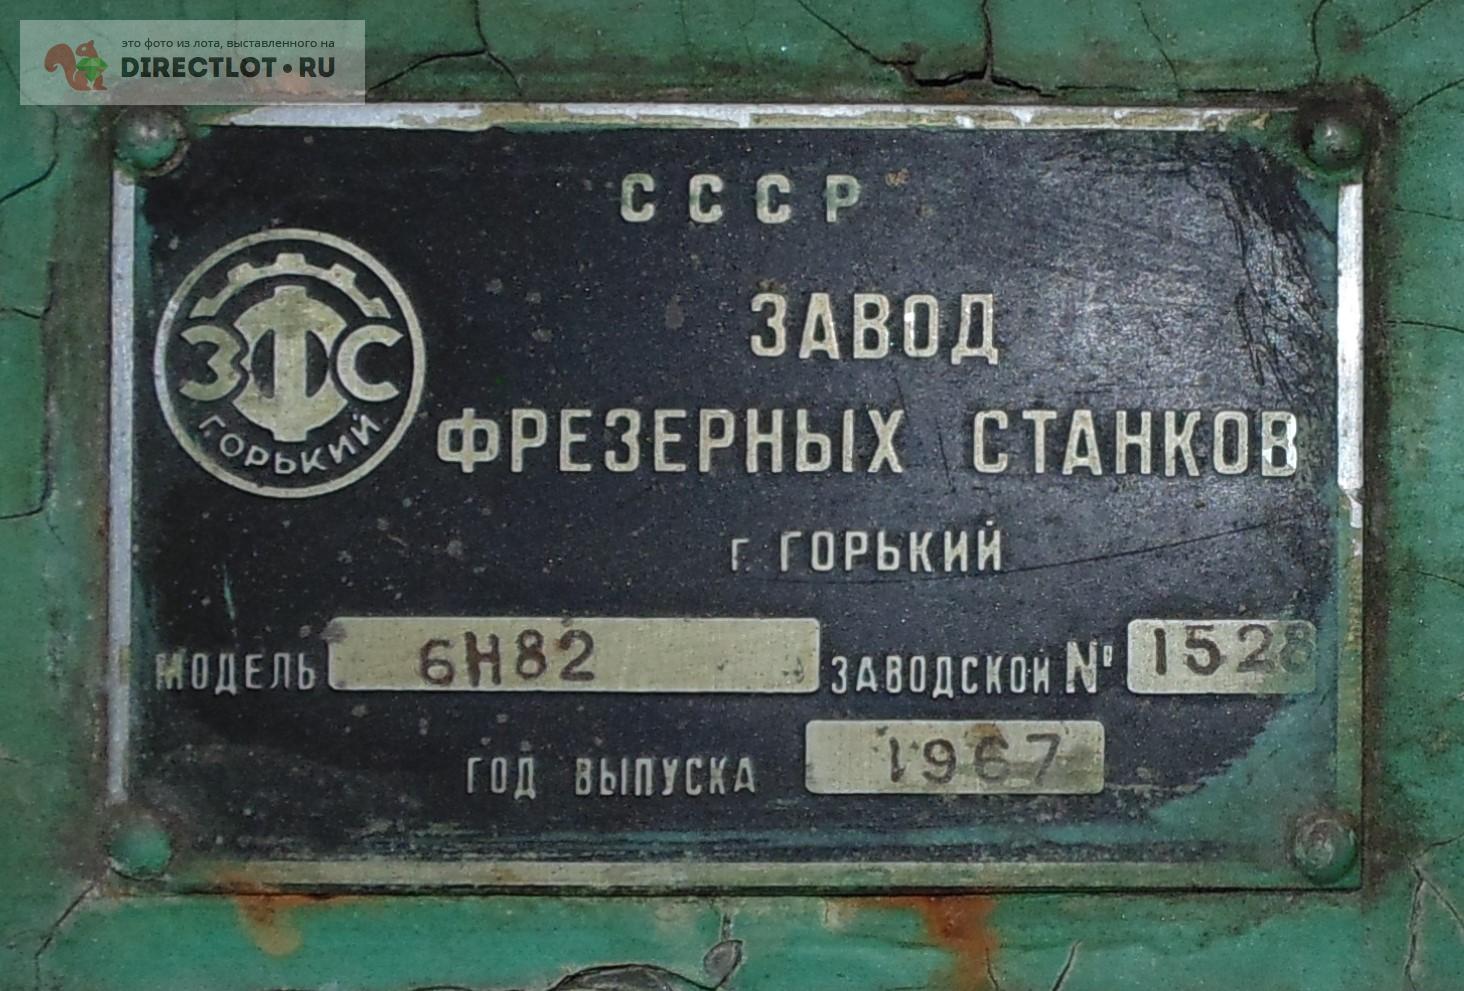 это фото из лота, выставленного на
DIRECTLOT.RU
СССР
ЗАВОД
ФРЕЗЕРНЫХ СТАНКОВ
г. ГОРЬКИЙ
ЗФС
Г.ГОРЬКИЙ.
МОДЕЛЬ 6Н82 ЗАВОДСКОЙ № 1528
ГОД ВЫПУСКА 1967